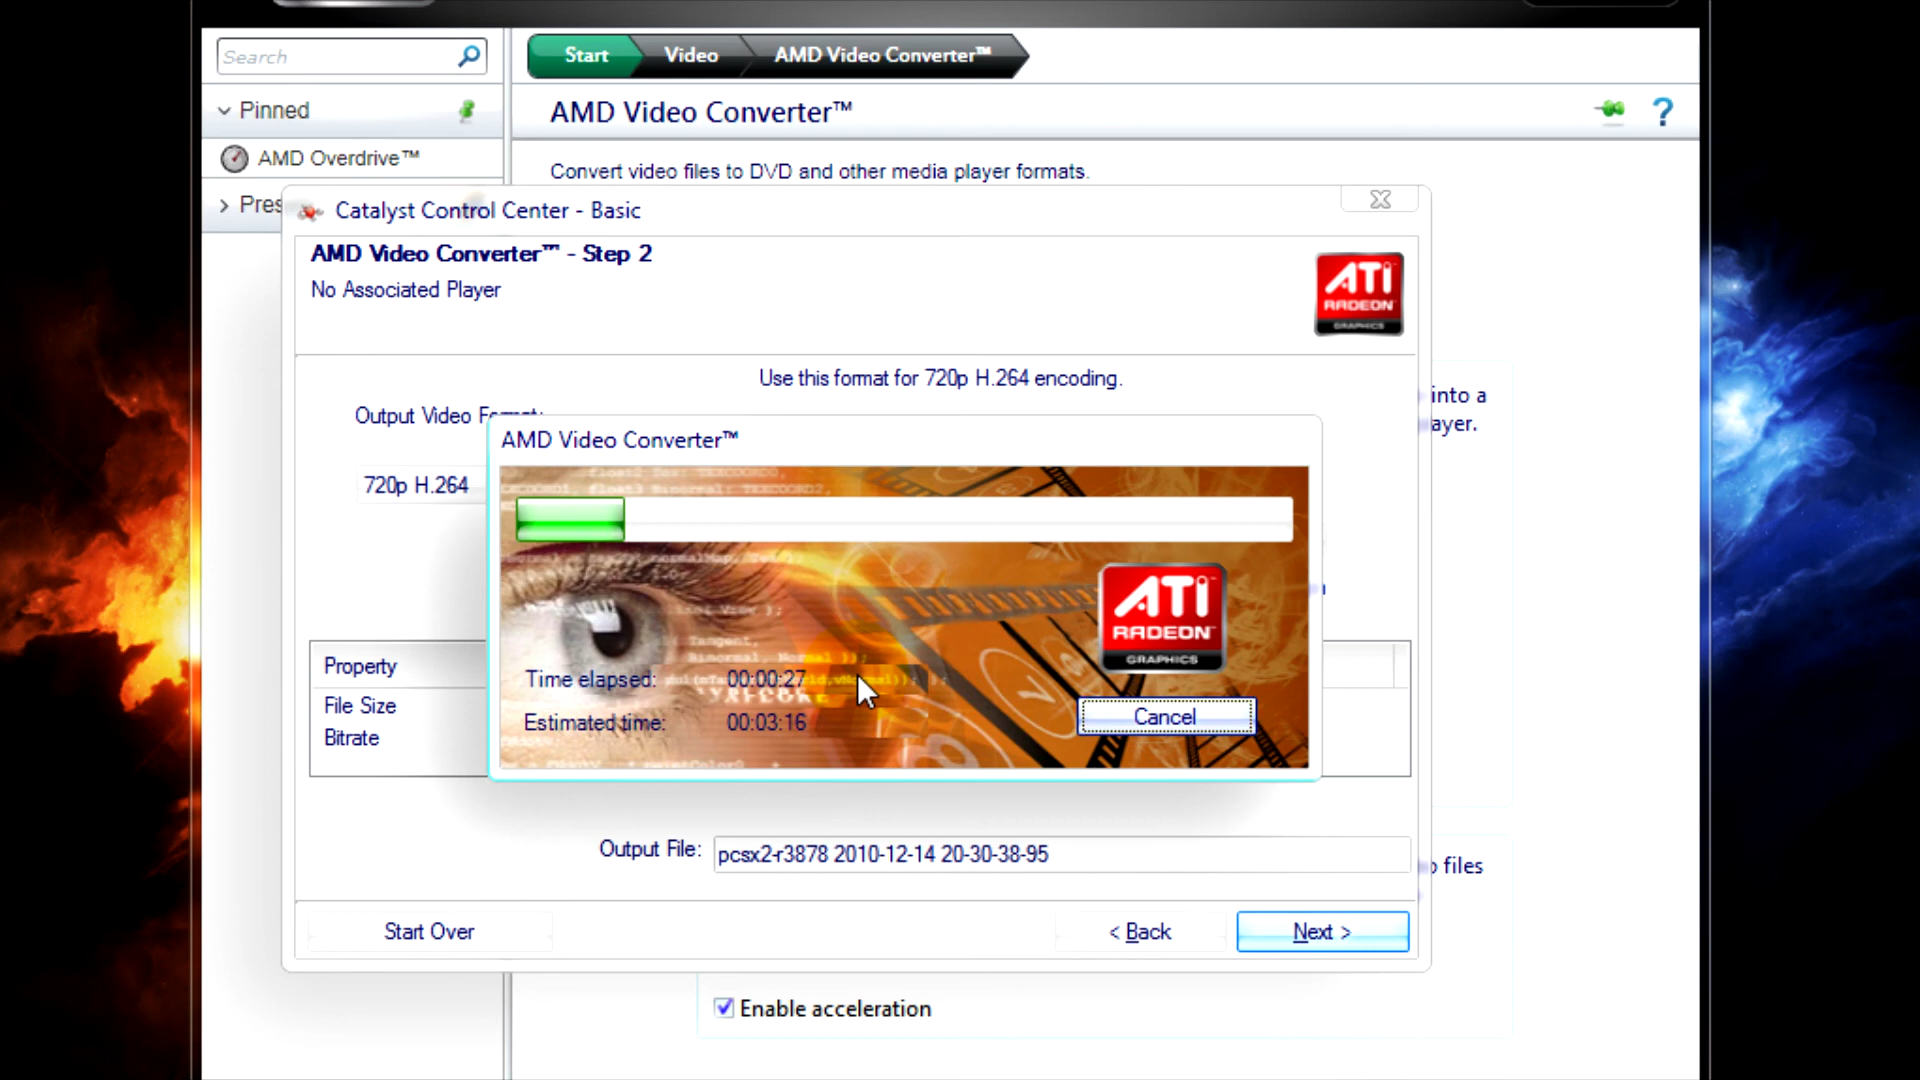 Search
Start Video AMD Video Converter™
Pinned
AMD Video Converter™
?
AMD Overdrive™
Convert video files to DVD and other media player formats.
Pres
Catalyst Control Center - Basic
AMD Video Converter™ - Step 2
No Associated Player
ATI
RADEON
GRAPHICS
Use this format for 720p H.264 encoding.
into a
ayer.
Output Video Format:
AMD Video Converter™
720p H.264
ATI
RADEON
GRAPHICS
Property
Time elapsed: 00:00:27
File Size
Estimated time: 00:03:16
Cancel
Bitrate
Output File: pcsx2-r3878 2010-12-14 20-30-38-95
files
Start Over
< Back
Next >
Enable acceleration